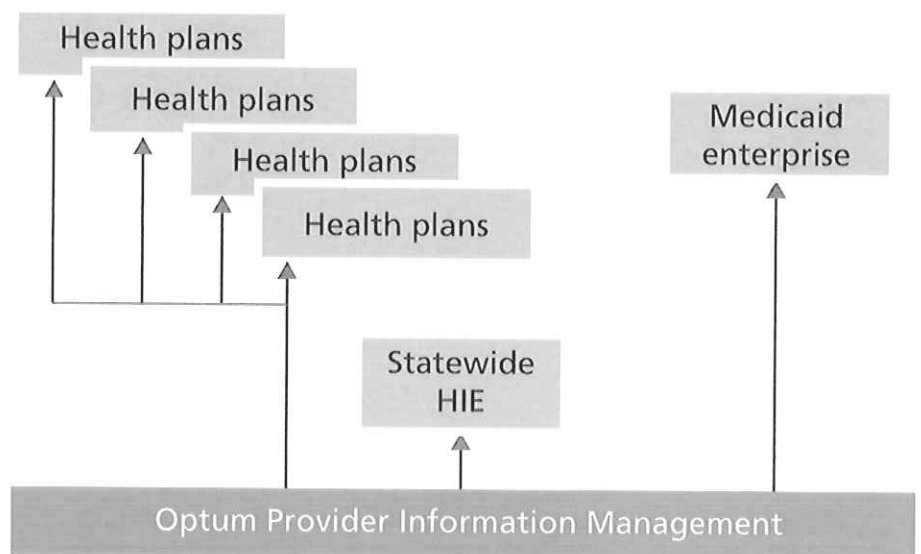 Health plans
Health plans
Health plans
Health plans
Medicaid
enterprise
Statewide
HIE
Optum Provider Information Management